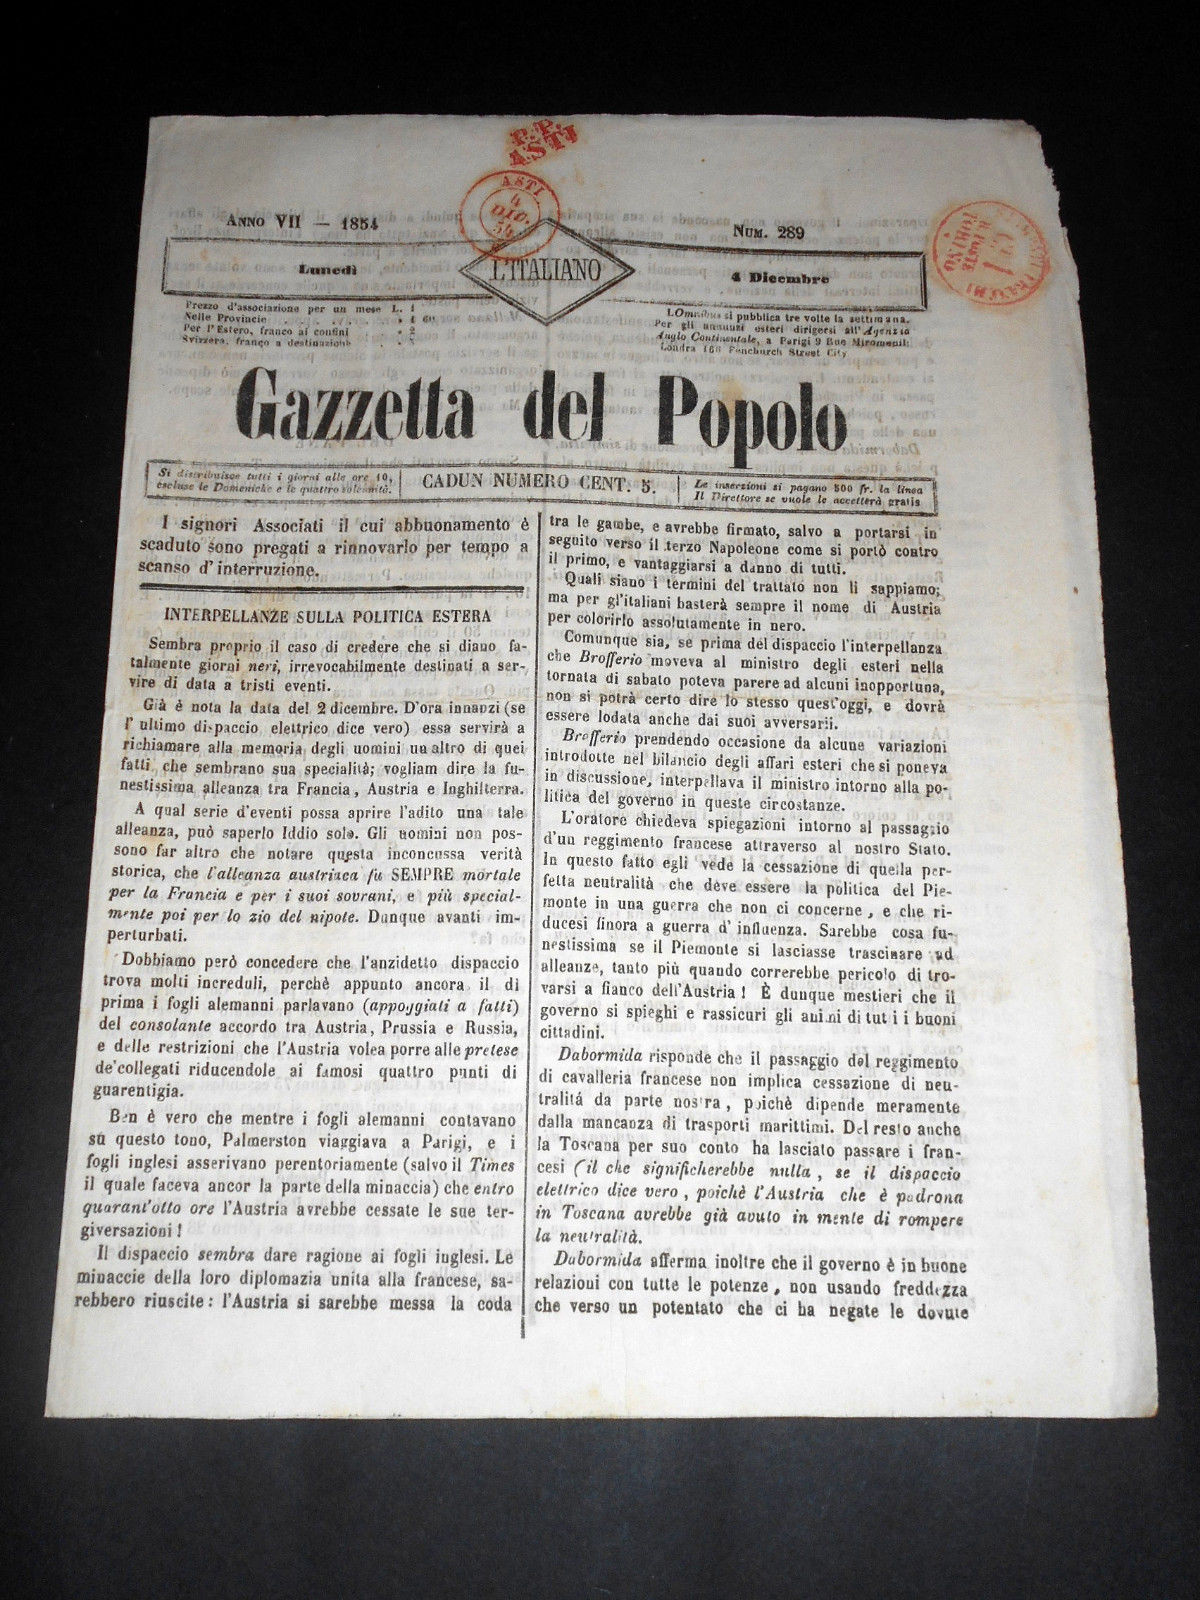 P.P.
ASTI
ASTI
4
DIC.
54
ANNO VII — 1854
NUM. 289
Lunedì
L'ITALIANO
4 Dicembre
Prezzo d'associazione per un mese L. 1
Nelle Provincie . . . . . . 1 60
Per l'Estero, franco ai confini . . 2
Svizzera, franco a destinazione . .
L'Omnibus si pubblica tre volte la settimana.
Per gli annunzi esteri dirigersi all'Agenzia
Anglo Continentale, a Parigi 9 Rue Miromenil:
Londra 166 Fenchurch Street City
Gazzetta del Popolo
Si distribuisce tutti i giorni alle ore 10,
escluse le Domeniche e le quattro solennità.
CADUN NUMERO CENT. 5.
Le inserzioni si pagano 500 fr. la linea
Il Direttore se vuole le accetterà gratis
I signori Associati il cui abbuonamento è
scaduto sono pregati a rinnovarlo per tempo a
scanso d'interruzione.
INTERPELLANZE SULLA POLITICA ESTERA
Sembra proprio il caso di credere che si diano fa-
talmente giorni neri, irrevocabilmente destinati a ser-
vire di data a tristi eventi.
Già è nota la data del 2 dicembre. D'ora innanzi (se
l' ultimo dispaccio elettrico dice vero) essa servirà a
richiamare alla memoria degli uomini un altro di quei
fatti, che sembrano sua specialità; vogliam dire la fu-
nestissima alleanza tra Francia, Austria e Inghilterra.
A qual serie d'eventi possa aprire l'adito una tale
alleanza, può saperlo Iddio solo. Gli uomini non pos-
sono far altro che notare questa inconcussa verità
storica, che l'alleanza austriaca fu SEMPRE mortale
per la Francia e per i suoi sovrani, e più special-
mente poi per lo zio del nipote. Dunque avanti im-
perturbati.
Dobbiamo però concedere che l'anzidetto dispaccio
trova molti increduli, perchè appunto ancora il dì
prima i fogli alemanni parlavano (appoggiati a fatti)
del consolante accordo tra Austria, Prussia e Russia,
e delle restrizioni che l'Austria volea porre alle pretese
de'collegati riducendole ai famosi quattro punti di
guarentigia.
Ben è vero che mentre i fogli alemanni contavano
su questo tono, Palmerston viaggiava a Parigi, e i
fogli inglesi asserivano perentoriamente (salvo il Times
il quale faceva ancor la parte della minaccia) che entro
quarant'otto ore l'Austria avrebbe cessate le sue ter-
giversazioni!
Il dispaccio sembra dare ragione ai fogli inglesi. Le
minaccie della loro diplomazia unita alla francese, sa-
rebbero riuscite: l'Austria si sarebbe messa la coda
tra le gambe, e avrebbe firmato, salvo a portarsi in
seguito verso il terzo Napoleone come si portò contro
il primo, e vantaggiarsi a danno di tutti.
Quali siano i termini del trattato non li sappiamo;
ma per gl'italiani basterà sempre il nome di Austria
per colorirlo assolutamente in nero.
Comunque sia, se prima del dispaccio l'interpellanza
che Brofferio moveva al ministro degli esteri nella
tornata di sabato poteva parere ad alcuni inopportuna,
non si potrà certo dire lo stesso quest'oggi, e dovrà
essere lodata anche dai suoi avversarii.
Brofferio prendendo occasione da alcune variazioni
introdotte nel bilancio degli affari esteri che si poneva
in discussione, interpellava il ministro intorno alla po-
litica del governo in queste circostanze.
L'oratore chiedeva spiegazioni intorno al passaggio
d'un reggimento francese attraverso al nostro Stato.
In questo fatto egli vede la cessazione di quella per-
fetta neutralità che deve essere la politica del Pie-
monte in una guerra che non ci concerne, e che ri-
ducesi finora a guerra d'influenza. Sarebbe cosa fu-
nestissima se il Piemonte si lasciasse trascinare ad
alleanze, tanto più quando correrebbe pericolo di tro-
varsi a fianco dell'Austria! È dunque mestieri che il
governo si spieghi e rassicuri gli animi di tutti i buoni
cittadini.
Dabormida risponde che il passaggio del reggimento
di cavalleria francese non implica cessazione di neu-
tralitá da parte nostra, poichè dipende meramente
dalla mancanza di trasporti marittimi. Del resto anche
la Toscana per suo conto ha lasciato passare i fran-
cesi (il che significherebbe nulla, se il dispaccio
elettrico dice vero, poichè l'Austria che è padrona
in Toscana avrebbe già avuto in mente di rompere
la neutralità.
Dabormida afferma inoltre che il governo è in buone
relazioni con tutte le potenze, non usando freddezza
che verso un potentato che ci ha negate le dovute